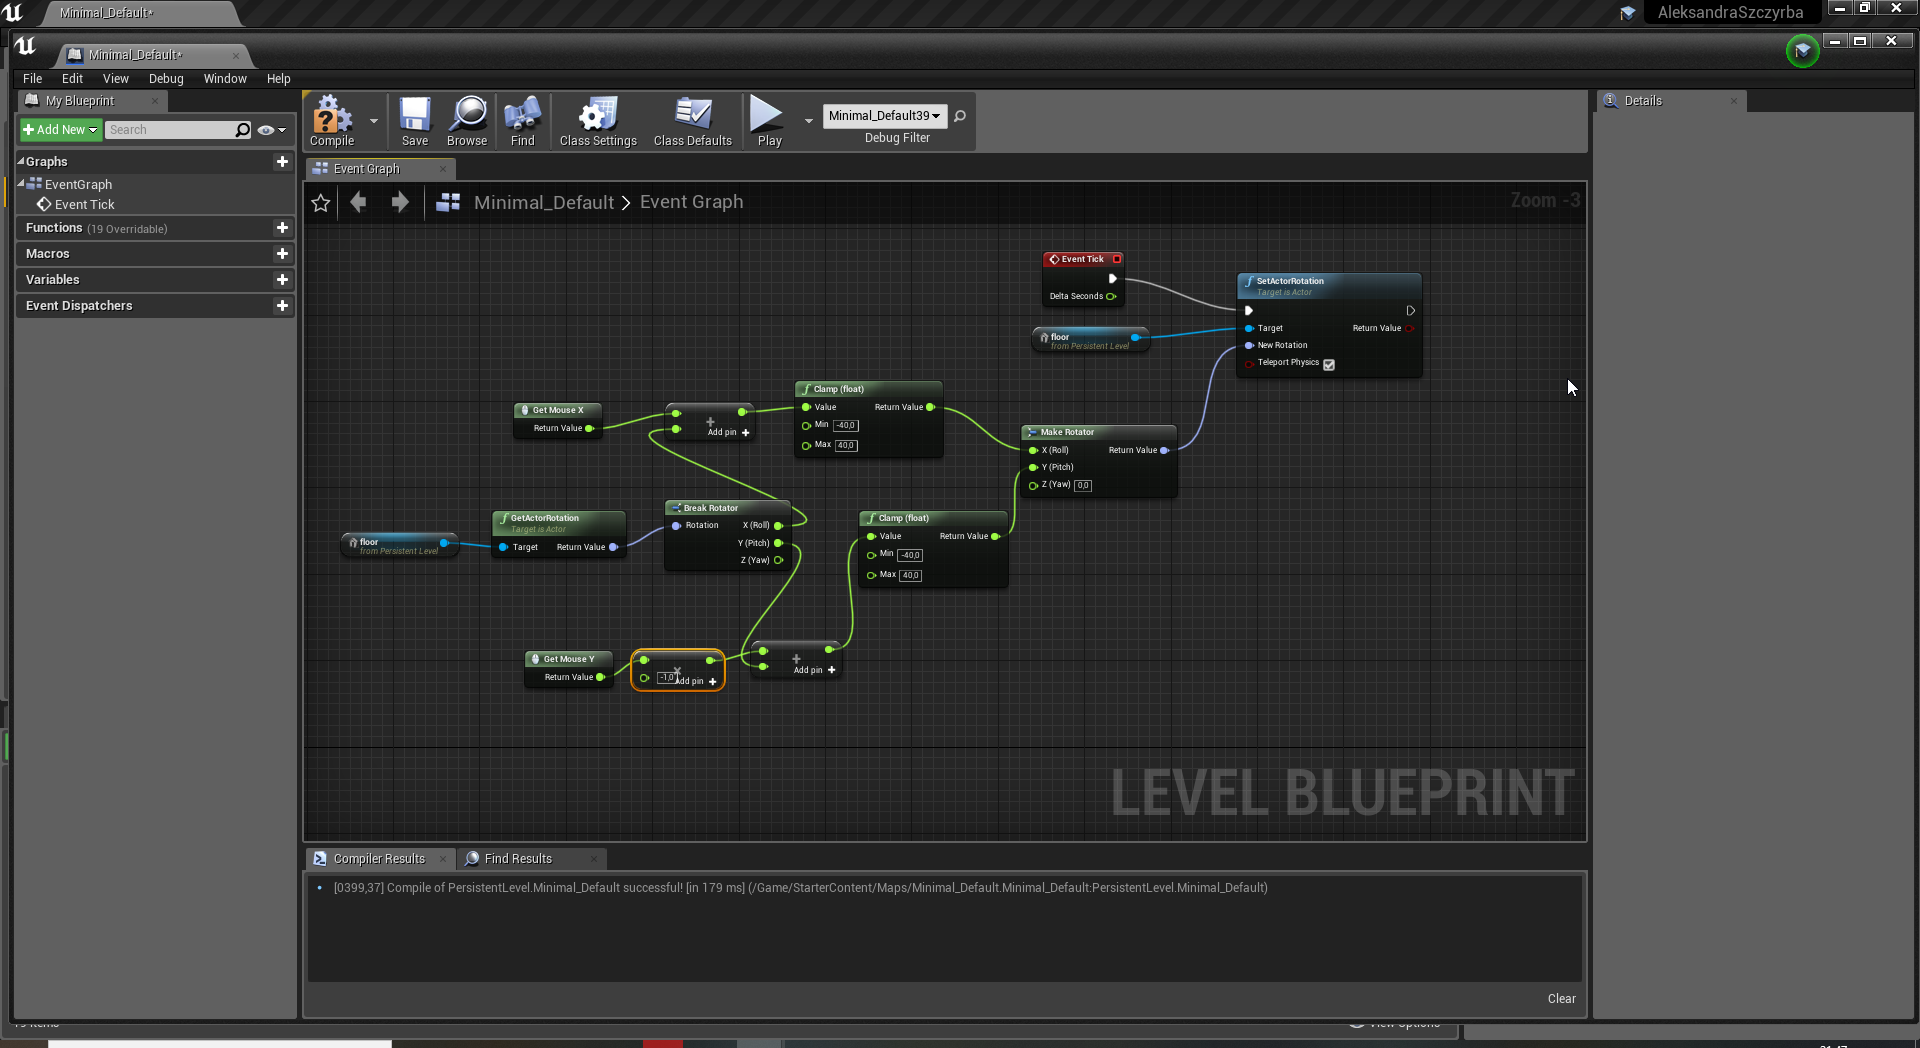 Minimal_Default*
AleksandraSzczyrba
Minimal_Default*
File Edit View Debug Window Help
My Blueprint
Add New
Search
Graphs
EventGraph
Event Tick
Functions (19 Overridable)
Macros
Variables
Event Dispatchers
Compile
Save
Browse
Find
Class Settings
Class Defaults
Play
Minimal_Default39
Debug Filter
Details
Event Graph
Minimal_Default > Event Graph
Zoom -3
Event Tick
Delta Seconds
floor
from Persistent Level
SetActorRotation
Target is Actor
Target
Return Value
New Rotation
Teleport Physics
Get Mouse X
Return Value
Add pin
Clamp (float)
Value
Return Value
Min -40,0
Max 40,0
Make Rotator
X (Roll)
Return Value
Y (Pitch)
Z (Yaw) 0,0
floor
from Persistent Level
GetActorRotation
Target is Actor
Target
Return Value
Break Rotator
Rotation
X (Roll)
Y (Pitch)
Z (Yaw)
Clamp (float)
Value
Return Value
Min -40,0
Max 40,0
Get Mouse Y
Return Value
-1,0
Add pin
Add pin
LEVEL BLUEPRINT
Compiler Results
Find Results
[0399,37] Compile of PersistentLevel.Minimal_Default successful! [in 179 ms] (/Game/StarterContent/Maps/Minimal_Default.Minimal_Default:PersistentLevel.Minimal_Default)
Clear
View Options